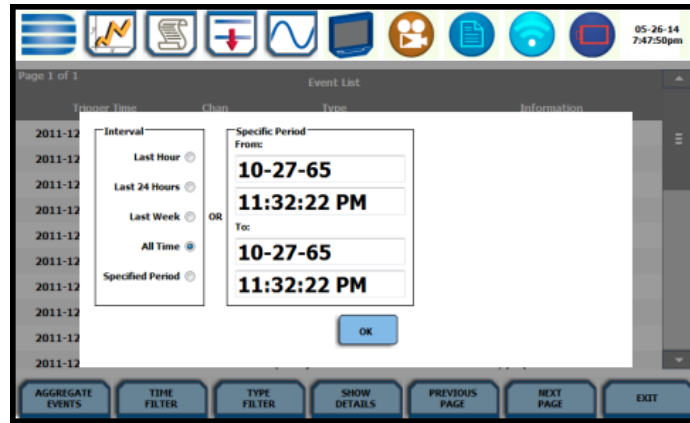 05-26-14
7:47:50pm
Page 1 of 1
Event List
Trigger Time Chan Type Information
2011-12
2011-12
2011-12
2011-12
2011-12
2011-12
2011-12
2011-12
2011-12
2011-12
Interval
Last Hour
Last 24 Hours
Last Week
All Time
Specified Period
OR
Specific Period
From:
10-27-65
11:32:22 PM
To:
10-27-65
11:32:22 PM
OK
AGGREGATE
EVENTS
TIME
FILTER
TYPE
FILTER
SHOW
DETAILS
PREVIOUS
PAGE
NEXT
PAGE
EXIT